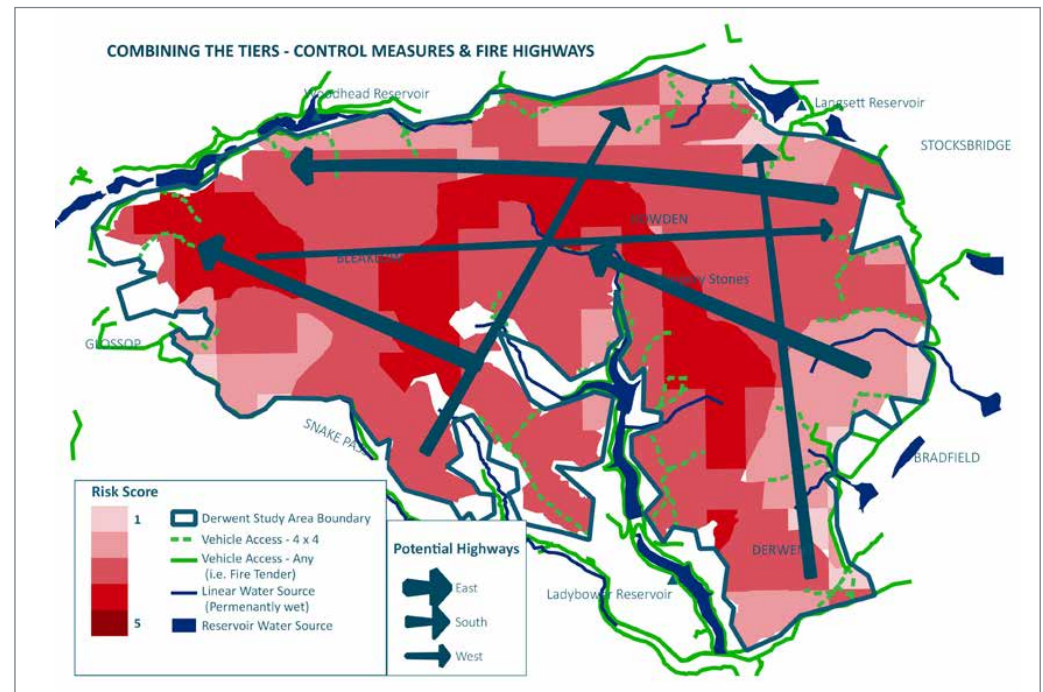 COMBINING THE TIERS - CONTROL MEASURES & FIRE HIGHWAYS
Woodhead Reservoir
Langsett Reservoir
STOCKSBRIDGE
HOWDEN
Stones
GLOSSOP
SNAKE PASS
BRADFIELD
DERWENT
Ladybower Reservoir
Risk Score
1
5
Derwent Study Area Boundary
Vehicle Access - 4 x 4
Vehicle Access - Any
(i.e. Fire Tender)
Linear Water Source
(Permenantly wet)
Reservoir Water Source
Potential Highways
East
South
West